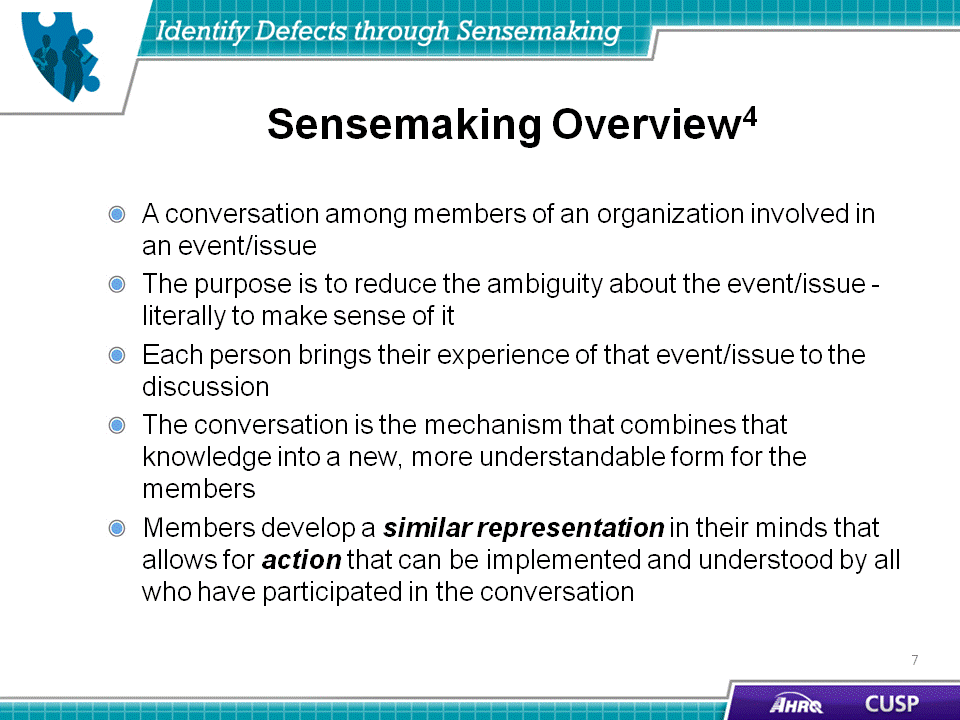 Identify Defects through Sensemaking
Sensemaking Overview4
A conversation among members of an organization involved in
an event/issue
The purpose is to reduce the ambiguity about the event/issue -
literally to make sense of it
Each person brings their experience of that event/issue to the
discussion
The conversation is the mechanism that combines that
knowledge into a new, more understandable form for the
members
Members develop a similar representation in their minds that
allows for action that can be implemented and understood by all
who have participated in the conversation
7
AHRQ CUSP